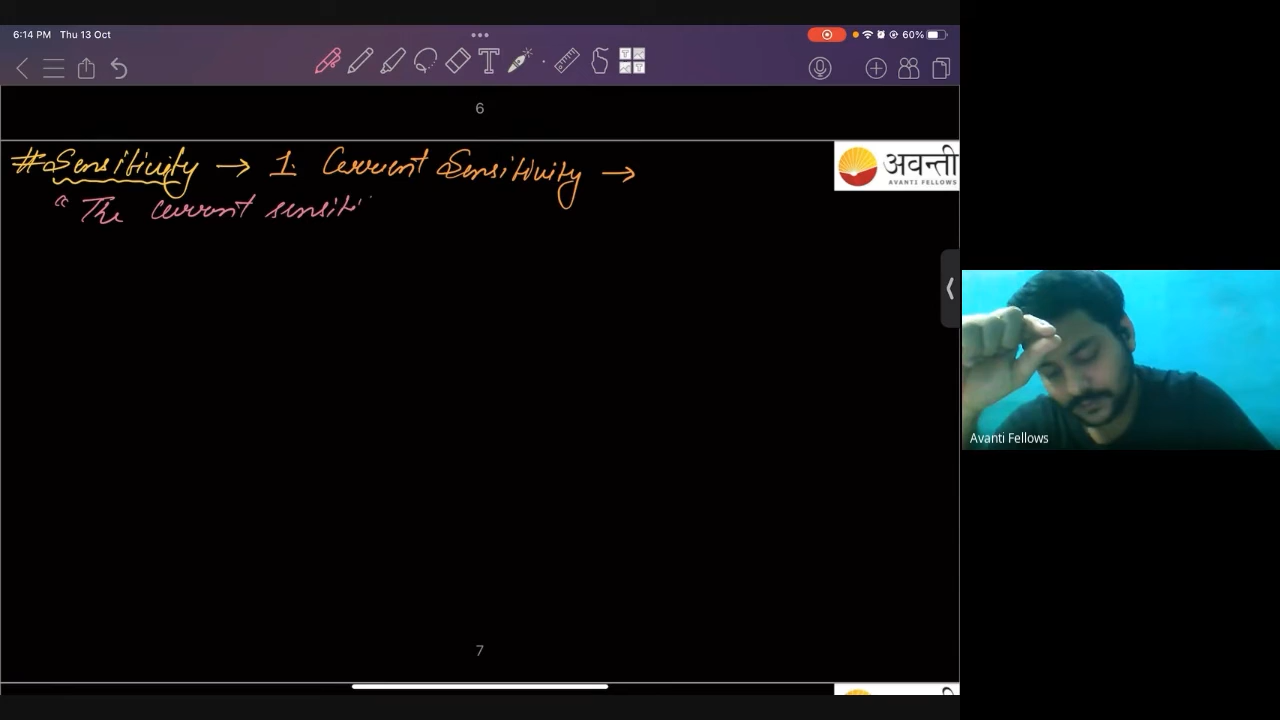 6:14 PM Thu 13 Oct
60%
6
#Sensitivity → 1. Current Sensitivity →
अवन्ती
AVANTI FELLOWS
“ The current sensiti
Avanti Fellows
7